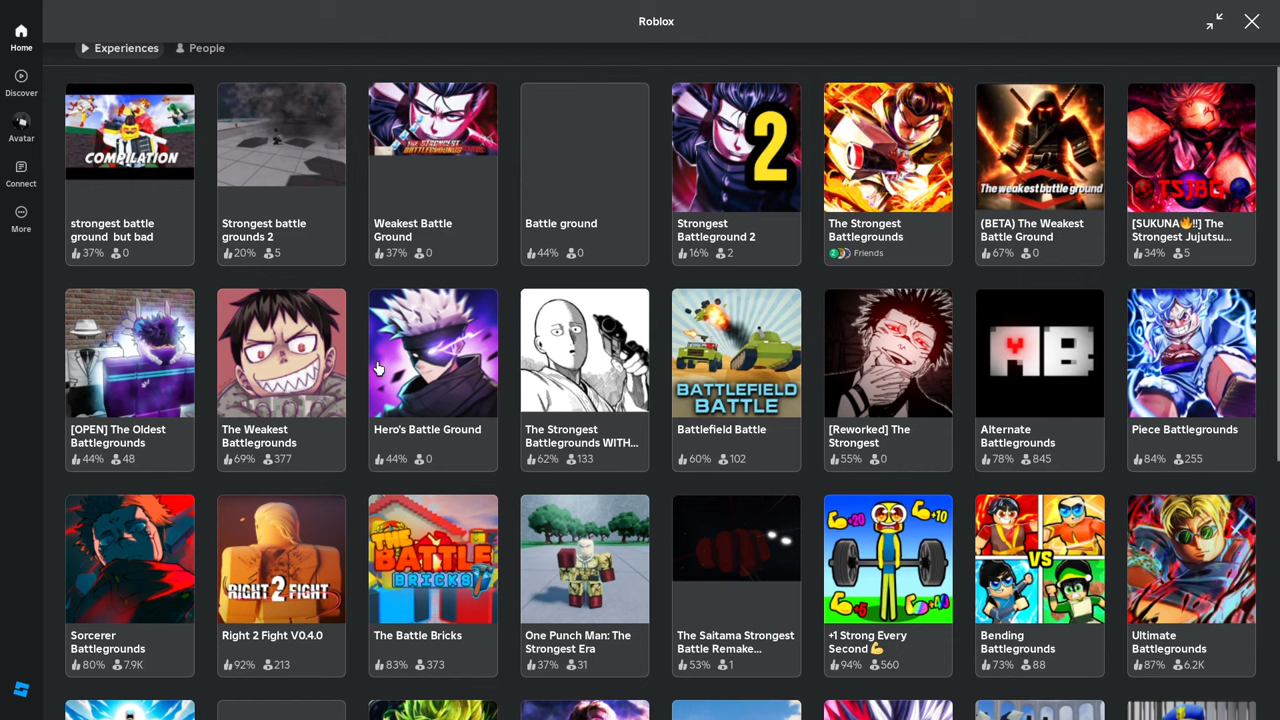 Roblox
Home
Discover
Avatar
Connect
More
Experiences
People
COMPILATION
strongest battle
ground but bad
37% 0
Strongest battle
grounds 2
20% 5
Weakest Battle
Ground
37% 0
Battle ground
44% 0
2
Strongest
Battleground 2
16% 2
The Strongest
Battlegrounds
Friends
The weakest battle ground
(BETA) The Weakest
Battle Ground
67% 0
TSJBG
[SUKUNA🔥!!] The
Strongest Jujutsu...
34% 5
[OPEN] The Oldest
Battlegrounds
44% 48
The Weakest
Battlegrounds
69% 377
Hero's Battle Ground
44% 0
The Strongest
Battlegrounds WITH...
62% 133
BATTLEFIELD
BATTLE
Battlefield Battle
60% 102
[Reworked] The
Strongest
55% 0
AB
Alternate
Battlegrounds
78% 845
Piece Battlegrounds
84% 255
Sorcerer
Battlegrounds
80% 7.9K
RIGHT 2 FIGHT
Right 2 Fight V0.4.0
92% 213
THE
BATTLE
BRICKS
The Battle Bricks
83% 373
One Punch Man: The
Strongest Era
37% 31
The Saitama Strongest
Battle Remake...
53% 1
+20
+10
+5
+40
+1 Strong Every
Second 💪
94% 560
VS
Bending
Battlegrounds
73% 88
Ultimate
Battlegrounds
87% 6.2K